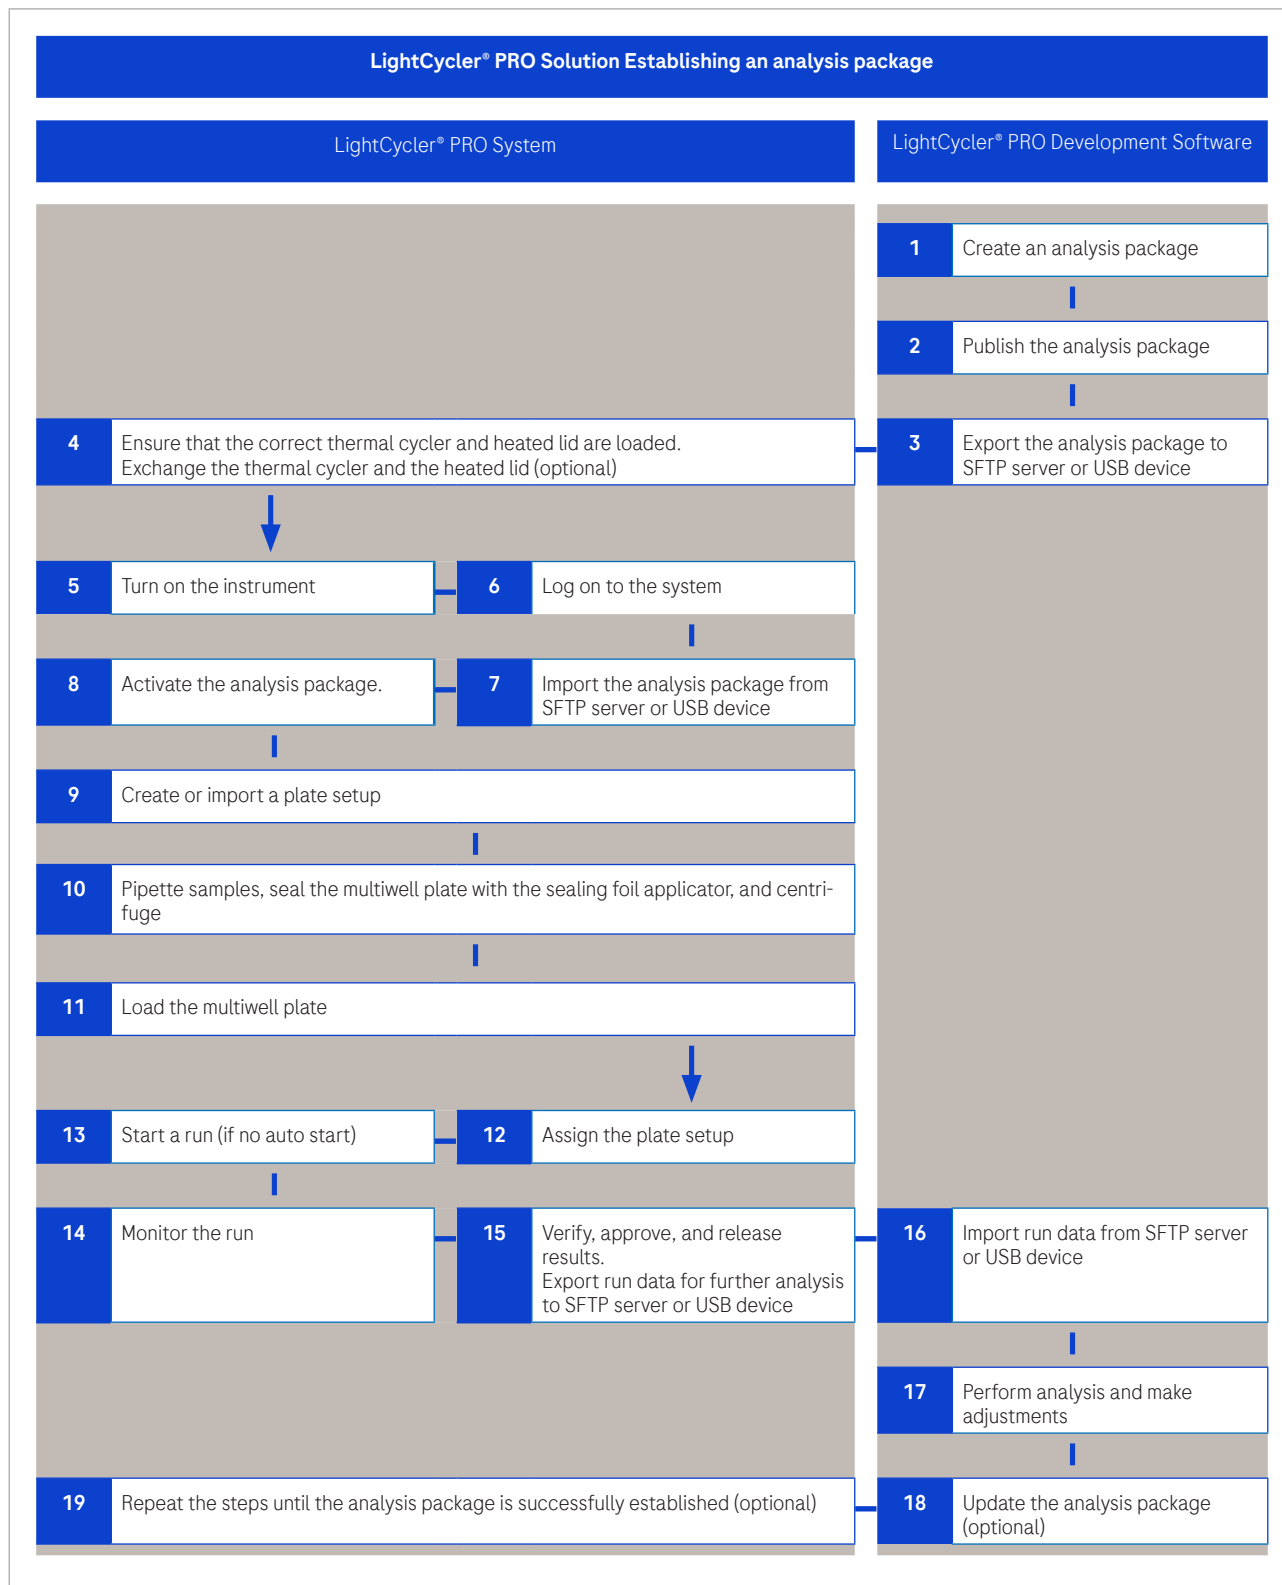 LightCycler® PRO Solution Establishing an analysis package
LightCycler® PRO System
LightCycler® PRO Development Software
1
Create an analysis package
2
Publish the analysis package
3
Export the analysis package to
SFTP server or USB device
4
Ensure that the correct thermal cycler and heated lid are loaded.
Exchange the thermal cycler and the heated lid (optional)
5
Turn on the instrument
6
Log on to the system
7
Import the analysis package from
SFTP server or USB device
8
Activate the analysis package.
9
Create or import a plate setup
10
Pipette samples, seal the multiwell plate with the sealing foil applicator, and centri-
fuge
11
Load the multiwell plate
12
Assign the plate setup
13
Start a run (if no auto start)
14
Monitor the run
15
Verify, approve, and release
results.
Export run data for further analysis
to SFTP server or USB device
16
Import run data from SFTP server
or USB device
17
Perform analysis and make
adjustments
18
Update the analysis package
(optional)
19
Repeat the steps until the analysis package is successfully established (optional)